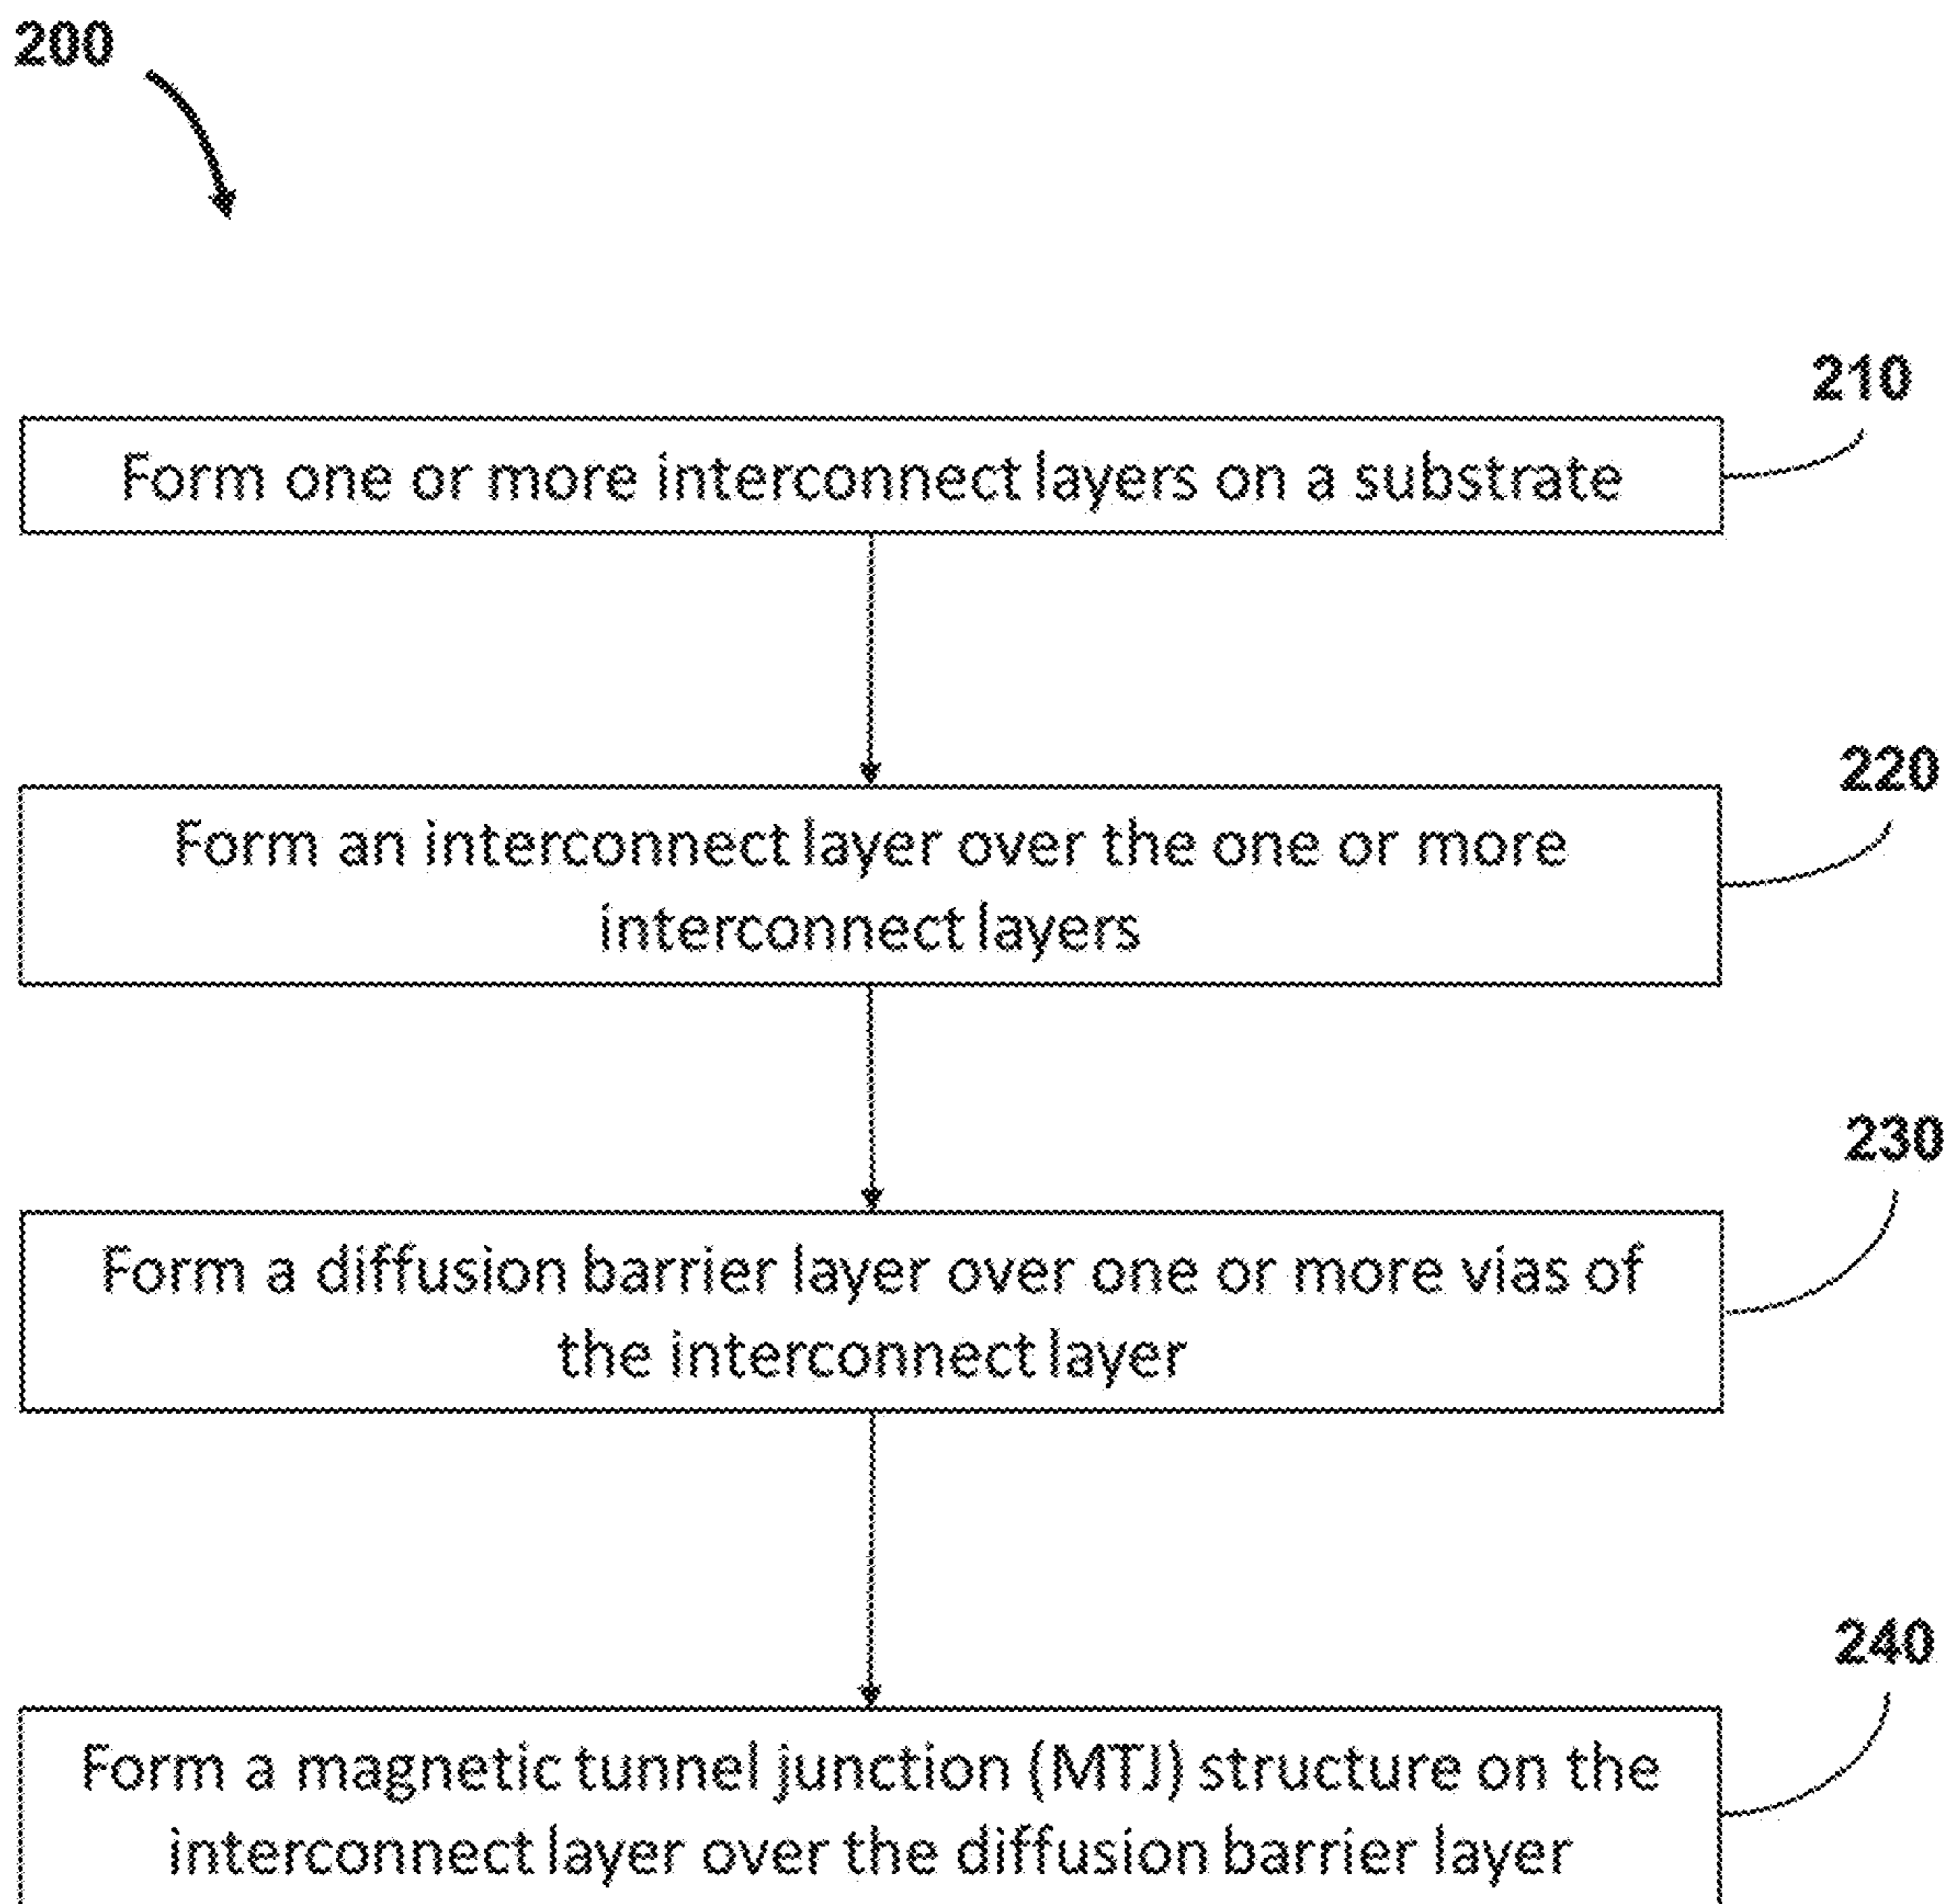 200
210
Form one or more interconnect layers on a substrate
220
Form an interconnect layer over the one or more
interconnect layers
230
Form a diffusion barrier layer over one or more vias of
the interconnect layer
240
Form a magnetic tunnel junction (MTJ) structure on the
interconnect layer over the diffusion barrier layer